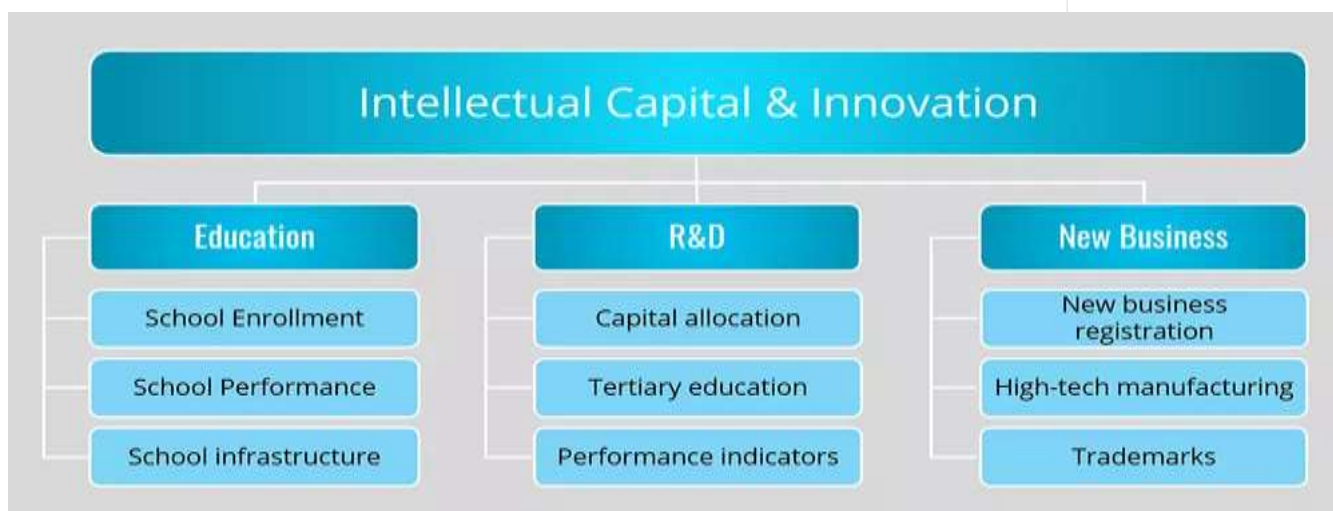 Intellectual Capital & Innovation
Education
School Enrollment
School Performance
School infrastructure
R&D
Capital allocation
Tertiary education
Performance indicators
New Business
New business
registration
High-tech manufacturing
Trademarks